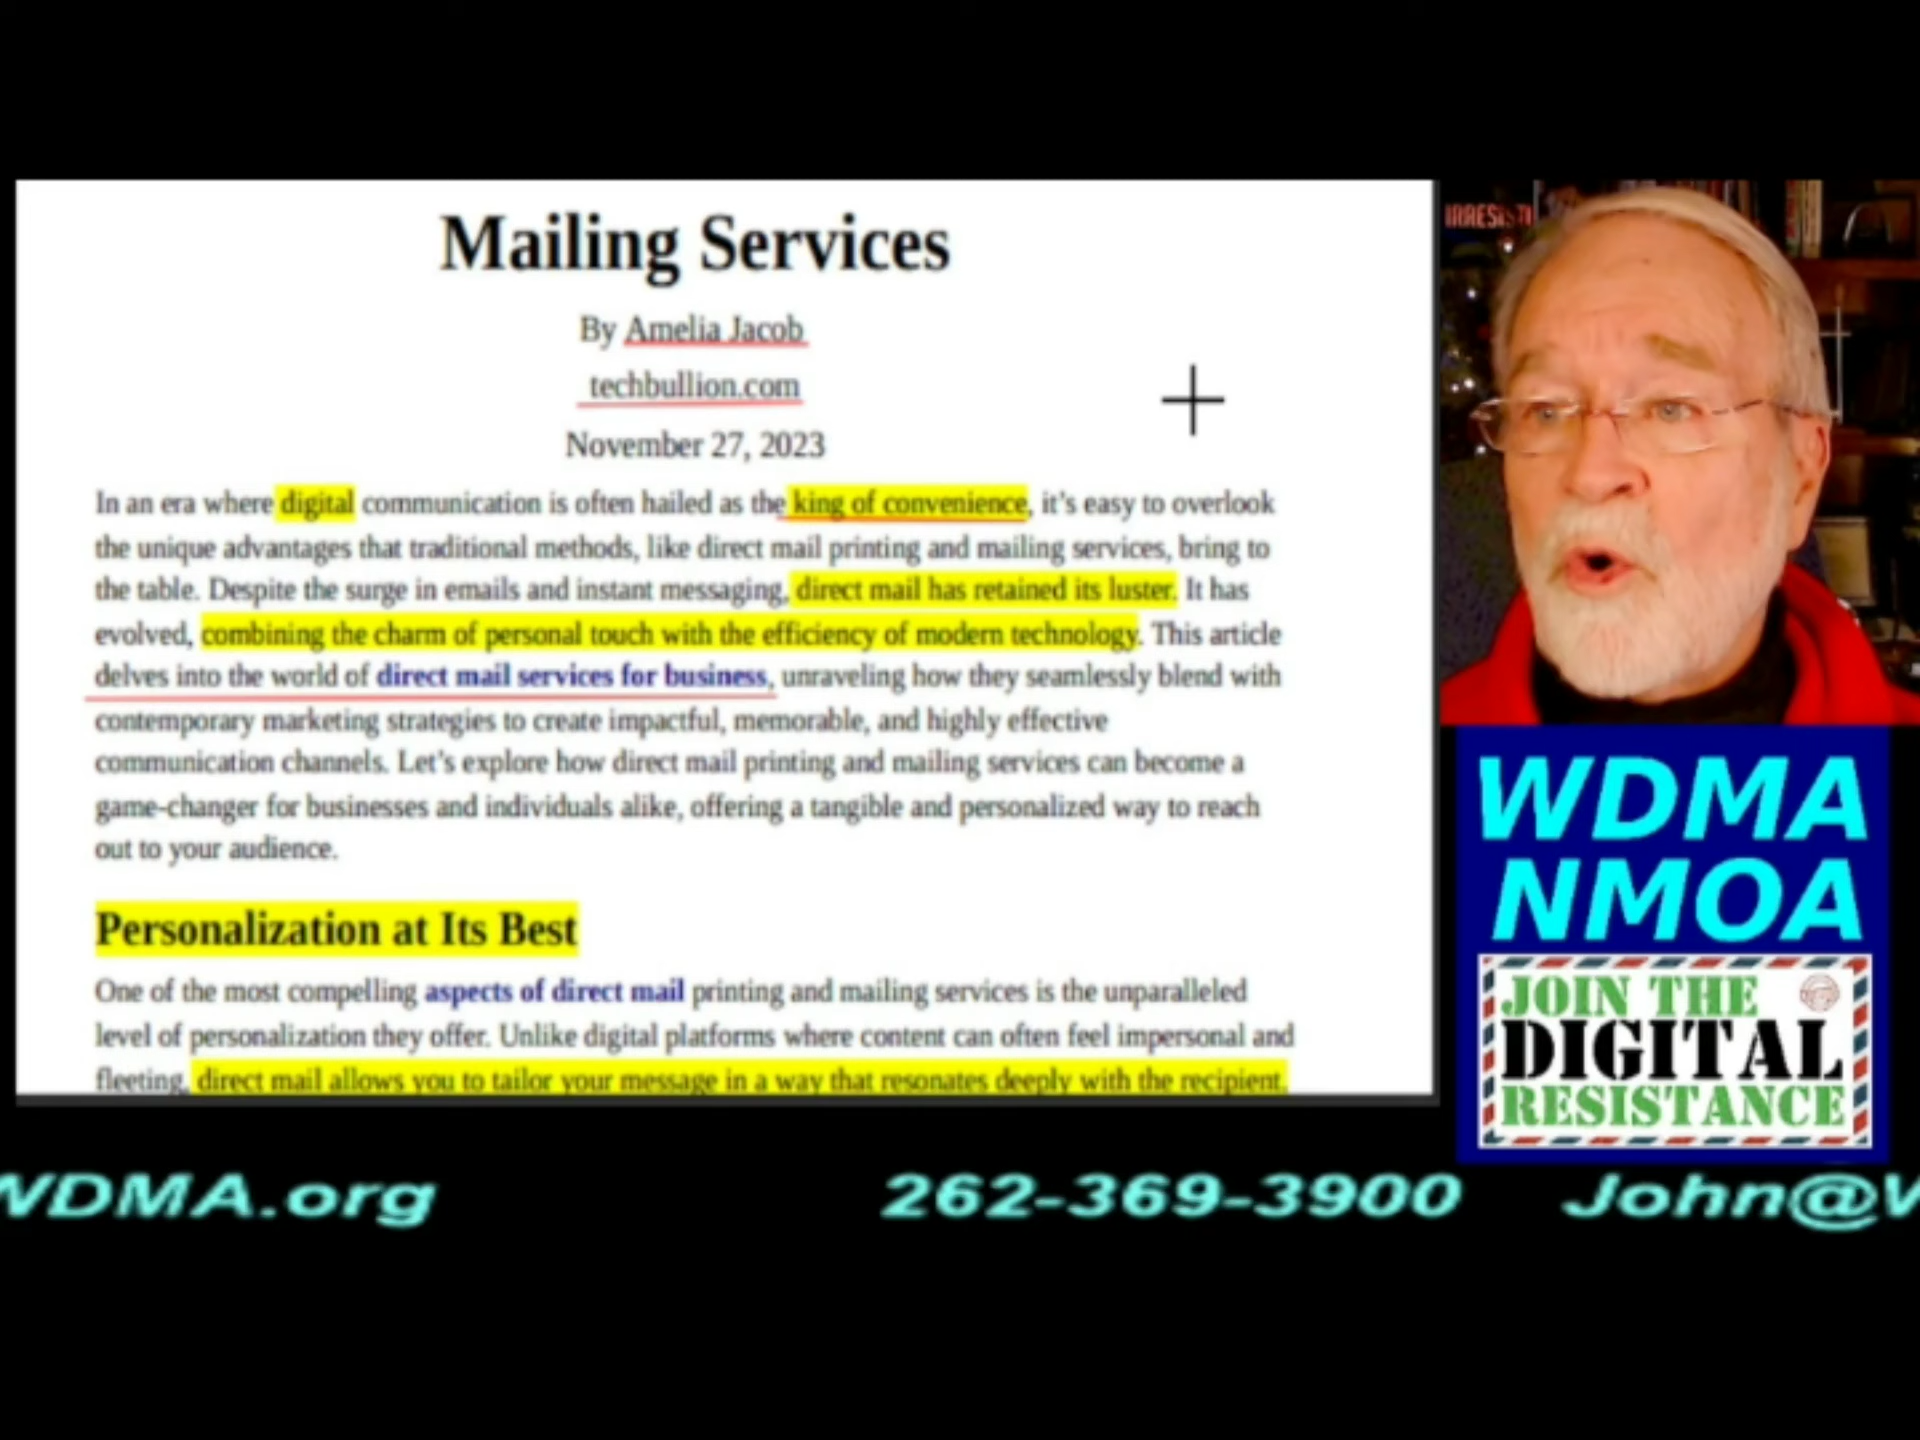 Mailing Services
By Amelia Jacob
techbullion.com
November 27, 2023
In an era where digital communication is often hailed as the king of convenience, it’s easy to overlook
the unique advantages that traditional methods, like direct mail printing and mailing services, bring to
the table. Despite the surge in emails and instant messaging, direct mail has retained its luster. It has
evolved, combining the charm of personal touch with the efficiency of modern technology. This article
delves into the world of direct mail services for business, unraveling how they seamlessly blend with
contemporary marketing strategies to create impactful, memorable, and highly effective
communication channels. Let’s explore how direct mail printing and mailing services can become a
game-changer for businesses and individuals alike, offering a tangible and personalized way to reach
out to your audience.
Personalization at Its Best
One of the most compelling aspects of direct mail printing and mailing services is the unparalleled
level of personalization they offer. Unlike digital platforms where content can often feel impersonal and
fleeting, direct mail allows you to tailor your message in a way that resonates deeply with the recipient.
WDMA
NMOA
JOIN THE
DIGITAL
RESISTANCE
WDMA.org 262-369-3900 John@